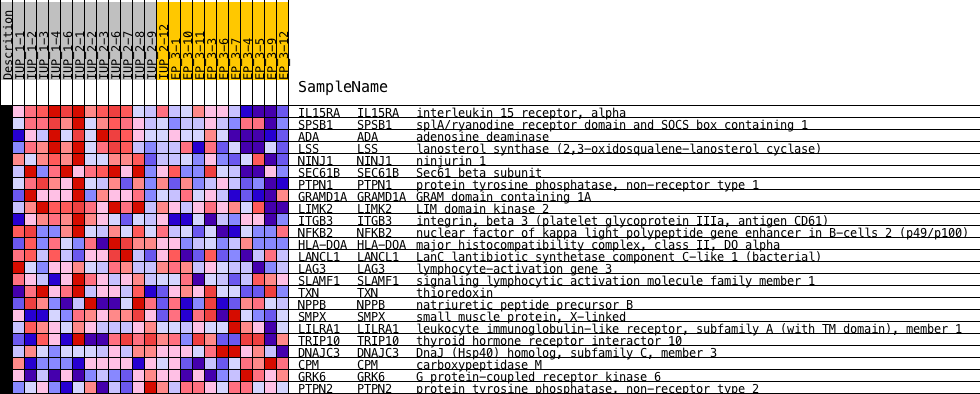 Descrition
IUP_1-1
IUP_1-2
IUP_1-3
IUP_1-4
IUP_1-6
IUP_2-1
IUP_2-2
IUP_2-3
IUP_2-6
IUP_2-7
IUP_2-8
IUP_2-9
IUP_2-12
EP_3-1
EP_3-10
EP_3-11
EP_3-3
EP_3-6
EP_3-7
EP_3-4
EP_3-5
EP_3-9
EP_3-12
SampleName
IL15RA IL15RA interleukin 15 receptor, alpha
SPSB1 SPSB1 splA/ryanodine receptor domain and SOCS box containing 1
ADA ADA adenosine deaminase
LSS LSS lanosterol synthase (2,3-oxidosqualene-lanosterol cyclase)
NINJ1 NINJ1 ninjurin 1
SEC61B SEC61B Sec61 beta subunit
PTPN1 PTPN1 protein tyrosine phosphatase, non-receptor type 1
GRAMD1A GRAMD1A GRAM domain containing 1A
LIMK2 LIMK2 LIM domain kinase 2
ITGB3 ITGB3 integrin, beta 3 (platelet glycoprotein IIIa, antigen CD61)
NFKB2 NFKB2 nuclear factor of kappa light polypeptide gene enhancer in B-cells 2 (p49/p100)
HLA-DOA HLA-DOA major histocompatibility complex, class II, DO alpha
LANCL1 LANCL1 LanC lantibiotic synthetase component C-like 1 (bacterial)
LAG3 LAG3 lymphocyte-activation gene 3
SLAMF1 SLAMF1 signaling lymphocytic activation molecule family member 1
TXN TXN thioredoxin
NPPB NPPB natriuretic peptide precursor B
SMPX SMPX small muscle protein, X-linked
LILRA1 LILRA1 leukocyte immunoglobulin-like receptor, subfamily A (with TM domain), member 1
TRIP10 TRIP10 thyroid hormone receptor interactor 10
DNAJC3 DNAJC3 DnaJ (Hsp40) homolog, subfamily C, member 3
CPM CPM carboxypeptidase M
GRK6 GRK6 G protein-coupled receptor kinase 6
PTPN2 PTPN2 protein tyrosine phosphatase, non-receptor type 2